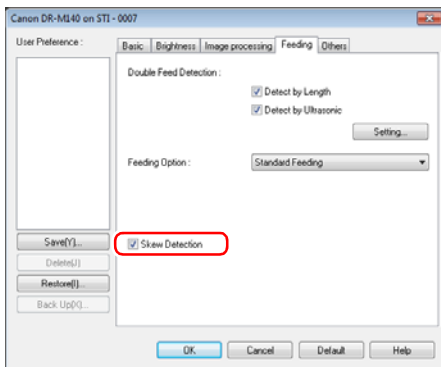 Canon DR-M140 on STI - 0007
User Preference :
Basic Brightness Image processing Feeding Others
Double Feed Detection :
Detect by Length
Detect by Ultrasonic
Setting...
Feeding Option : Standard Feeding
Save(Y)... Skew Detection
Delete(J)
Restore(I)...
Back Up(X)...
OK Cancel Default Help